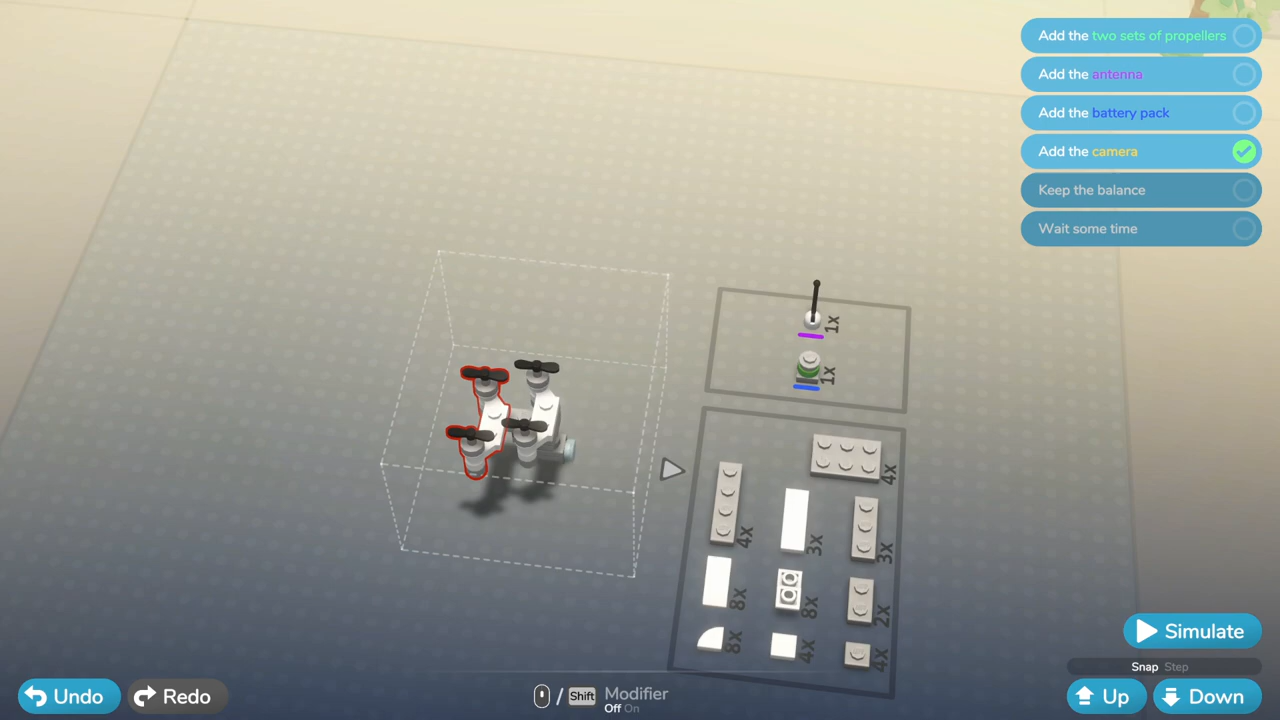 Add the two sets of propellers
Add the antenna
Add the battery pack
Add the camera
Keep the balance
Wait some time
1x
1x
4x
4x
3x
3x
8x
8x
2x
8x
4x
4x
Simulate
Snap Step
Undo
Redo
/ Shift Modifier
Off On
Up
Down